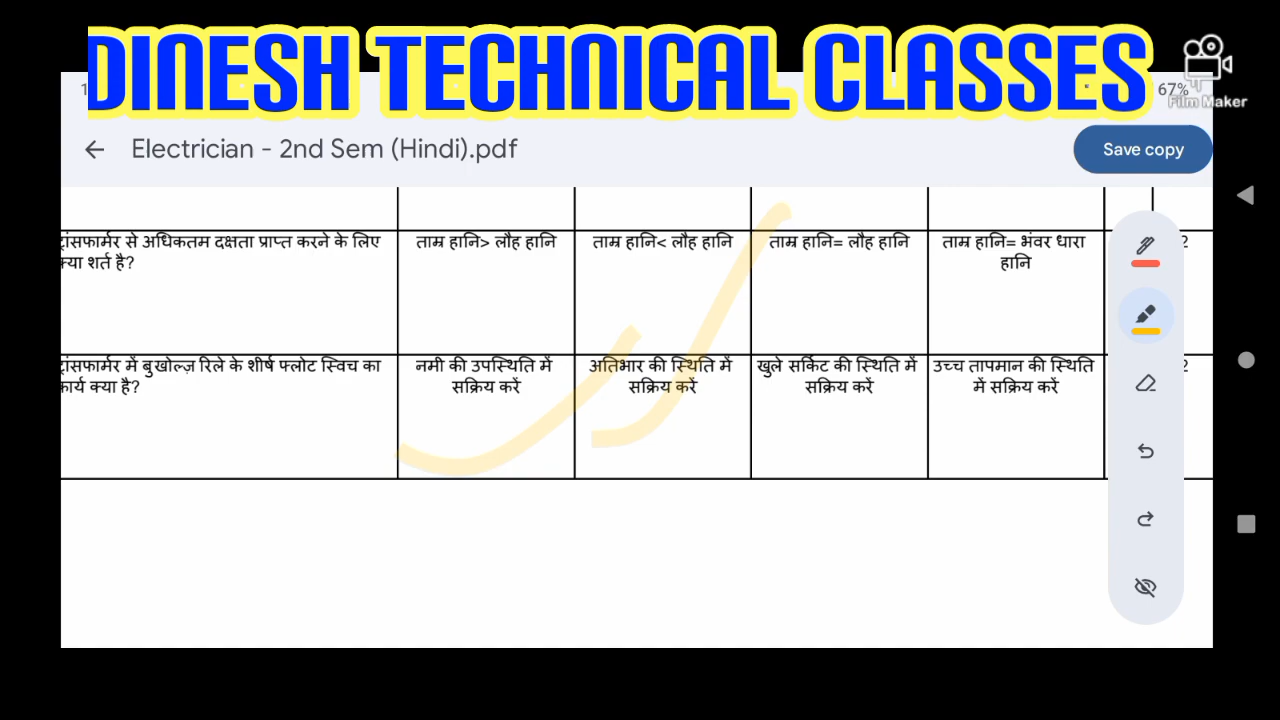 DINESH TECHNICAL CLASSES
67%
Film Maker
Electrician - 2nd Sem (Hindi).pdf
Save copy
ट्रांसफार्मर से अधिकतम दक्षता प्राप्त करने के लिए
क्या शर्त है?
ताम्र हानि> लौह हानि
ताम्र हानि< लौह हानि
ताम्र हानि= लौह हानि
ताम्र हानि= भंवर धारा
हानि
2
ट्रांसफार्मर में बुखोल्ज़ रिले के शीर्ष फ्लोट स्विच का
कार्य क्या है?
नमी की उपस्थिति में
सक्रिय करें
अतिभार की स्थिति में
सक्रिय करें
खुले सर्किट की स्थिति में
सक्रिय करें
उच्च तापमान की स्थिति
में सक्रिय करें
2